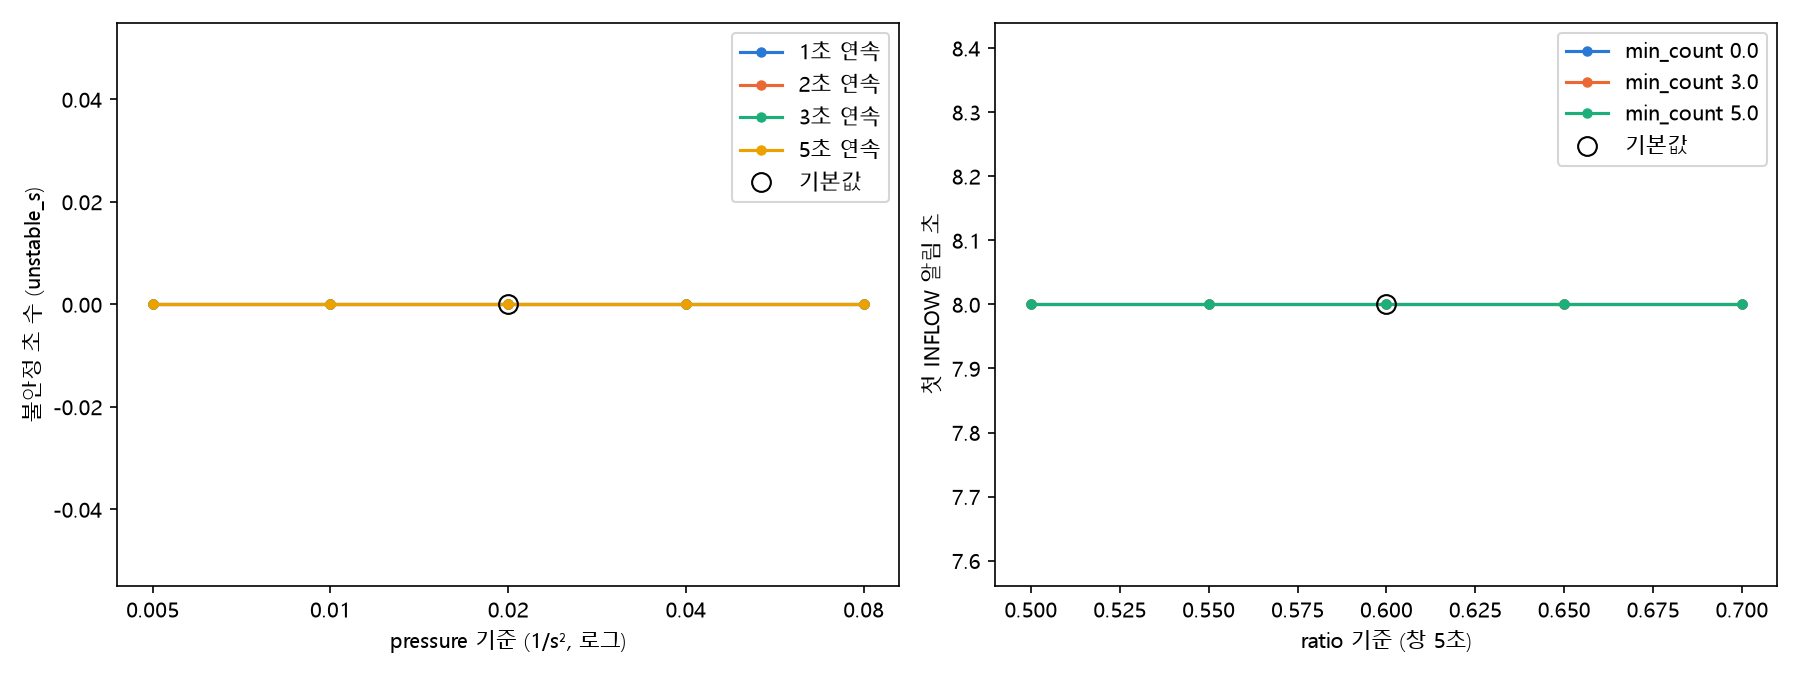 1초 연속
2초 연속
3초 연속
5초 연속
기본값
0.04
0.02
0.00
-0.02
-0.04
불안정 초 수 (unstable_s)
0.005
0.01
0.02
0.04
0.08
pressure 기준 (1/s², 로그)
min_count 0.0
min_count 3.0
min_count 5.0
기본값
8.4
8.3
8.2
8.1
8.0
7.9
7.8
7.7
7.6
첫 INFLOW 알림 초
0.500
0.525
0.550
0.575
0.600
0.625
0.650
0.675
0.700
ratio 기준 (창 5초)